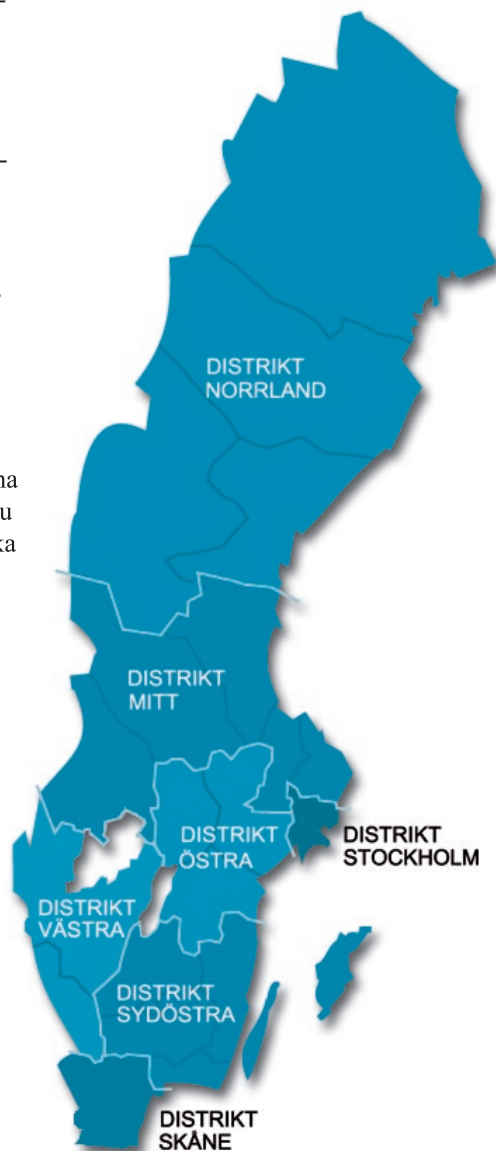 DISTRIKT
NORRLAND
DISTRIKT
MITT
DISTRIKT
ÖSTRA
DISTRIKT
STOCKHOLM
DISTRIKT
VÄSTRA
DISTRIKT
SYDÖSTRA
DISTRIKT
SKÅNE